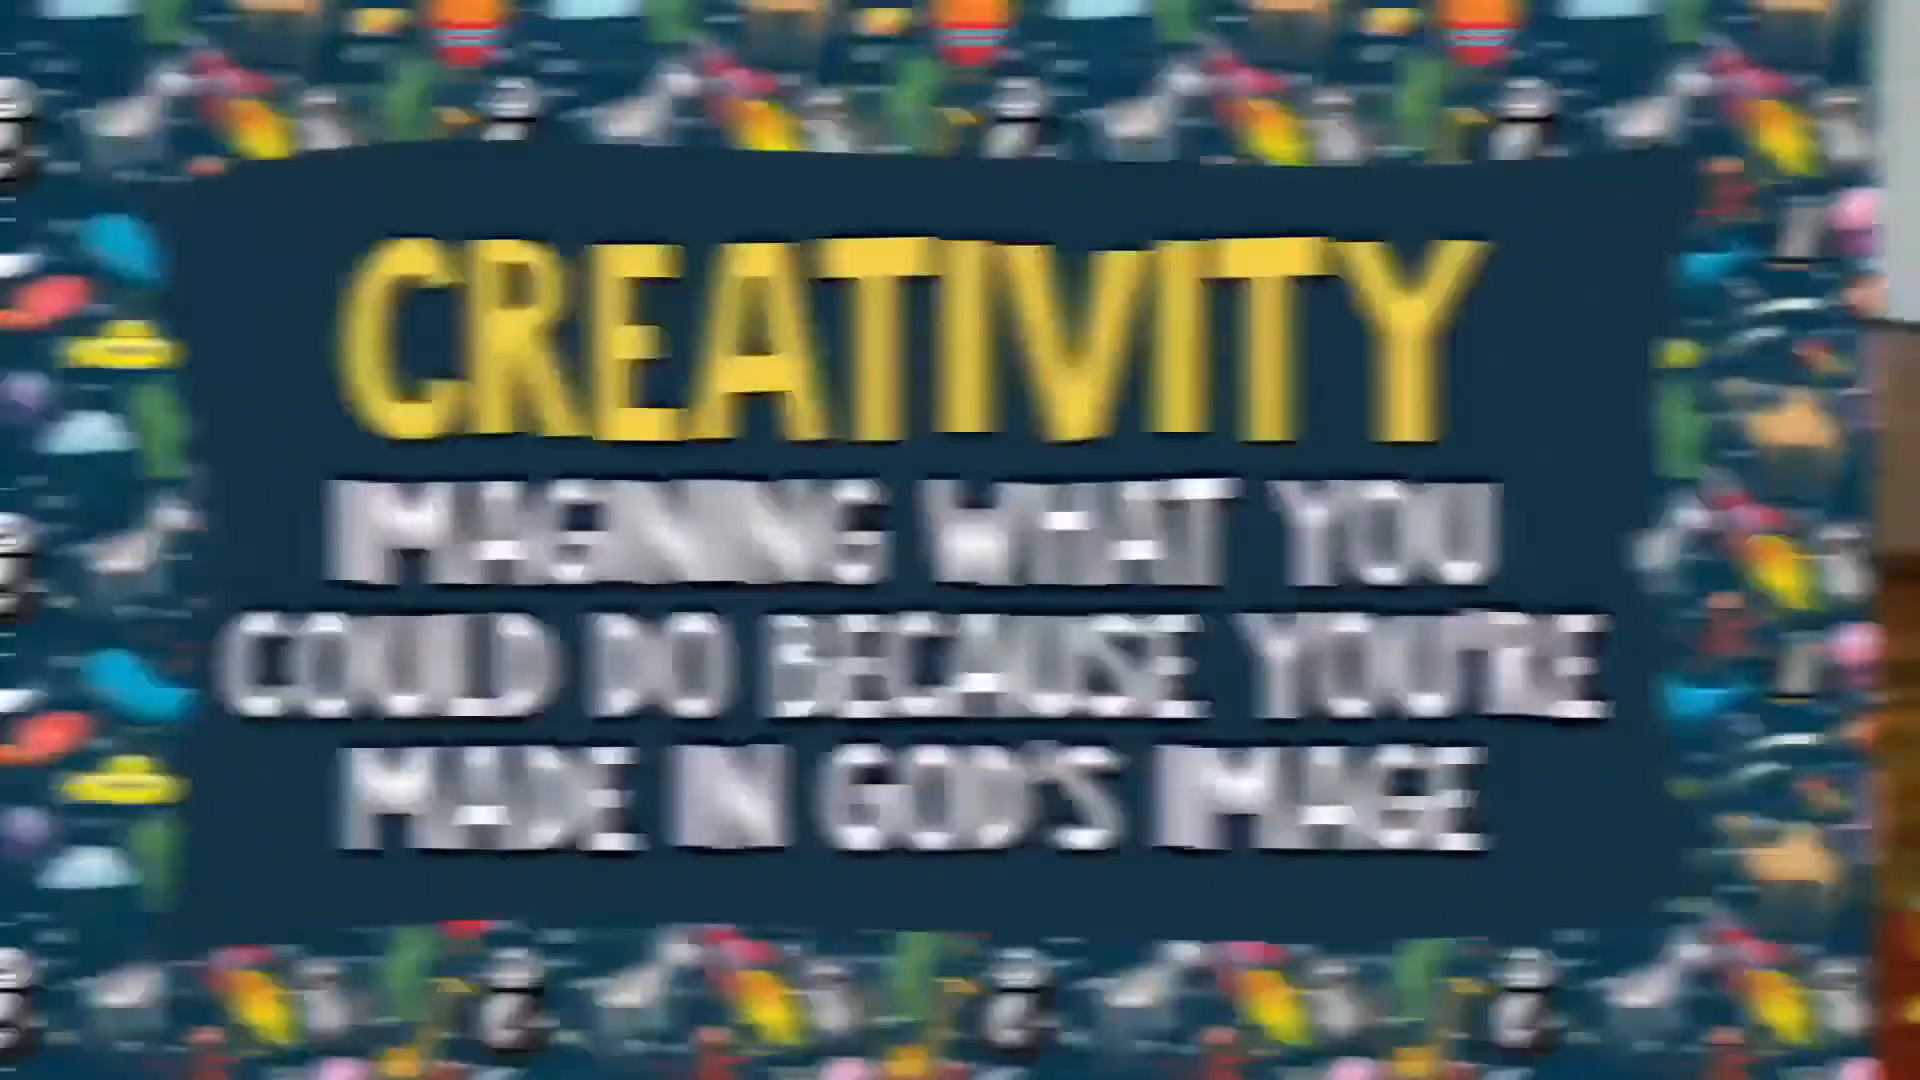 CREATIVITY
IMAGINING WHAT YOU
COULD DO BECAUSE YOU'RE
MADE IN GOD'S IMAGE